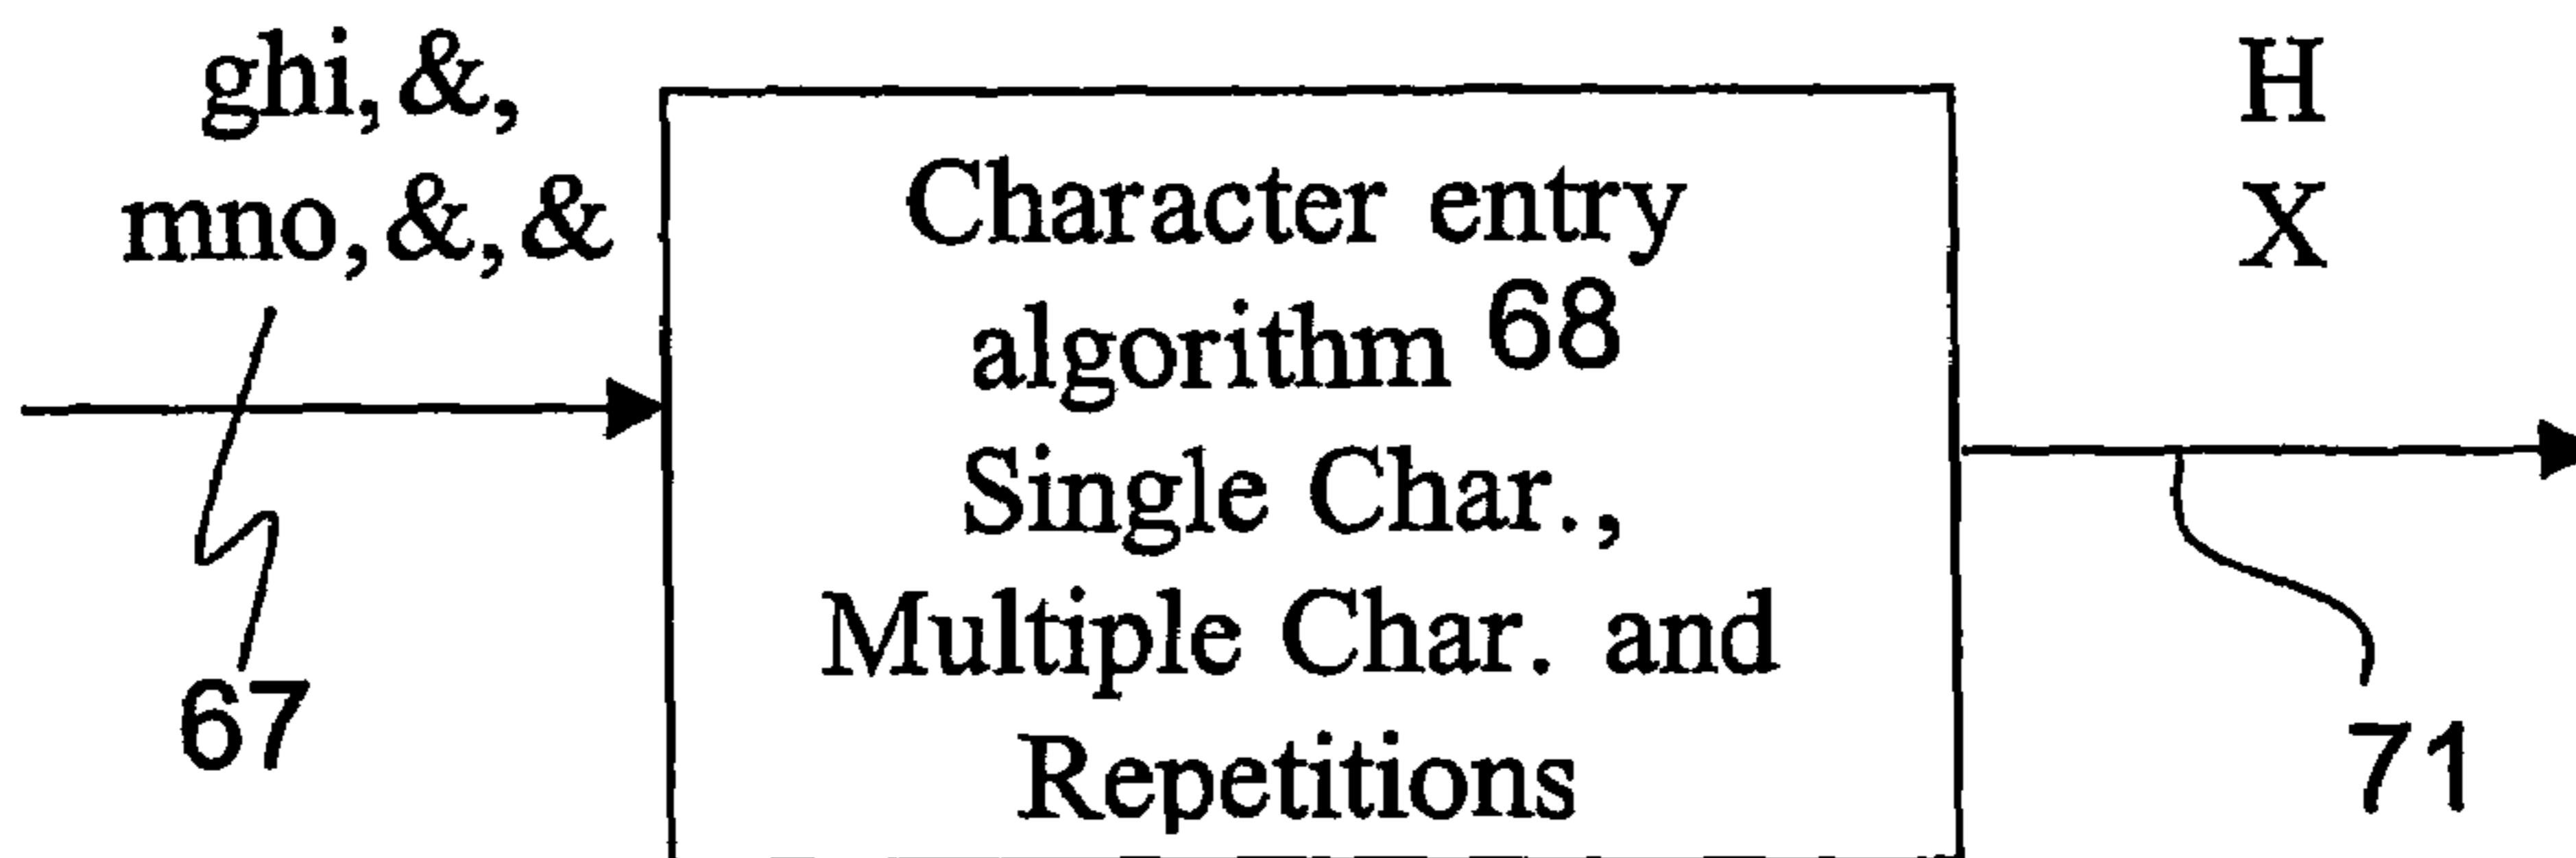 ghi, &,
mno, &, &
67
Character entry
algorithm 68
Single Char.,
Multiple Char. and
Repetitions
H
X
71